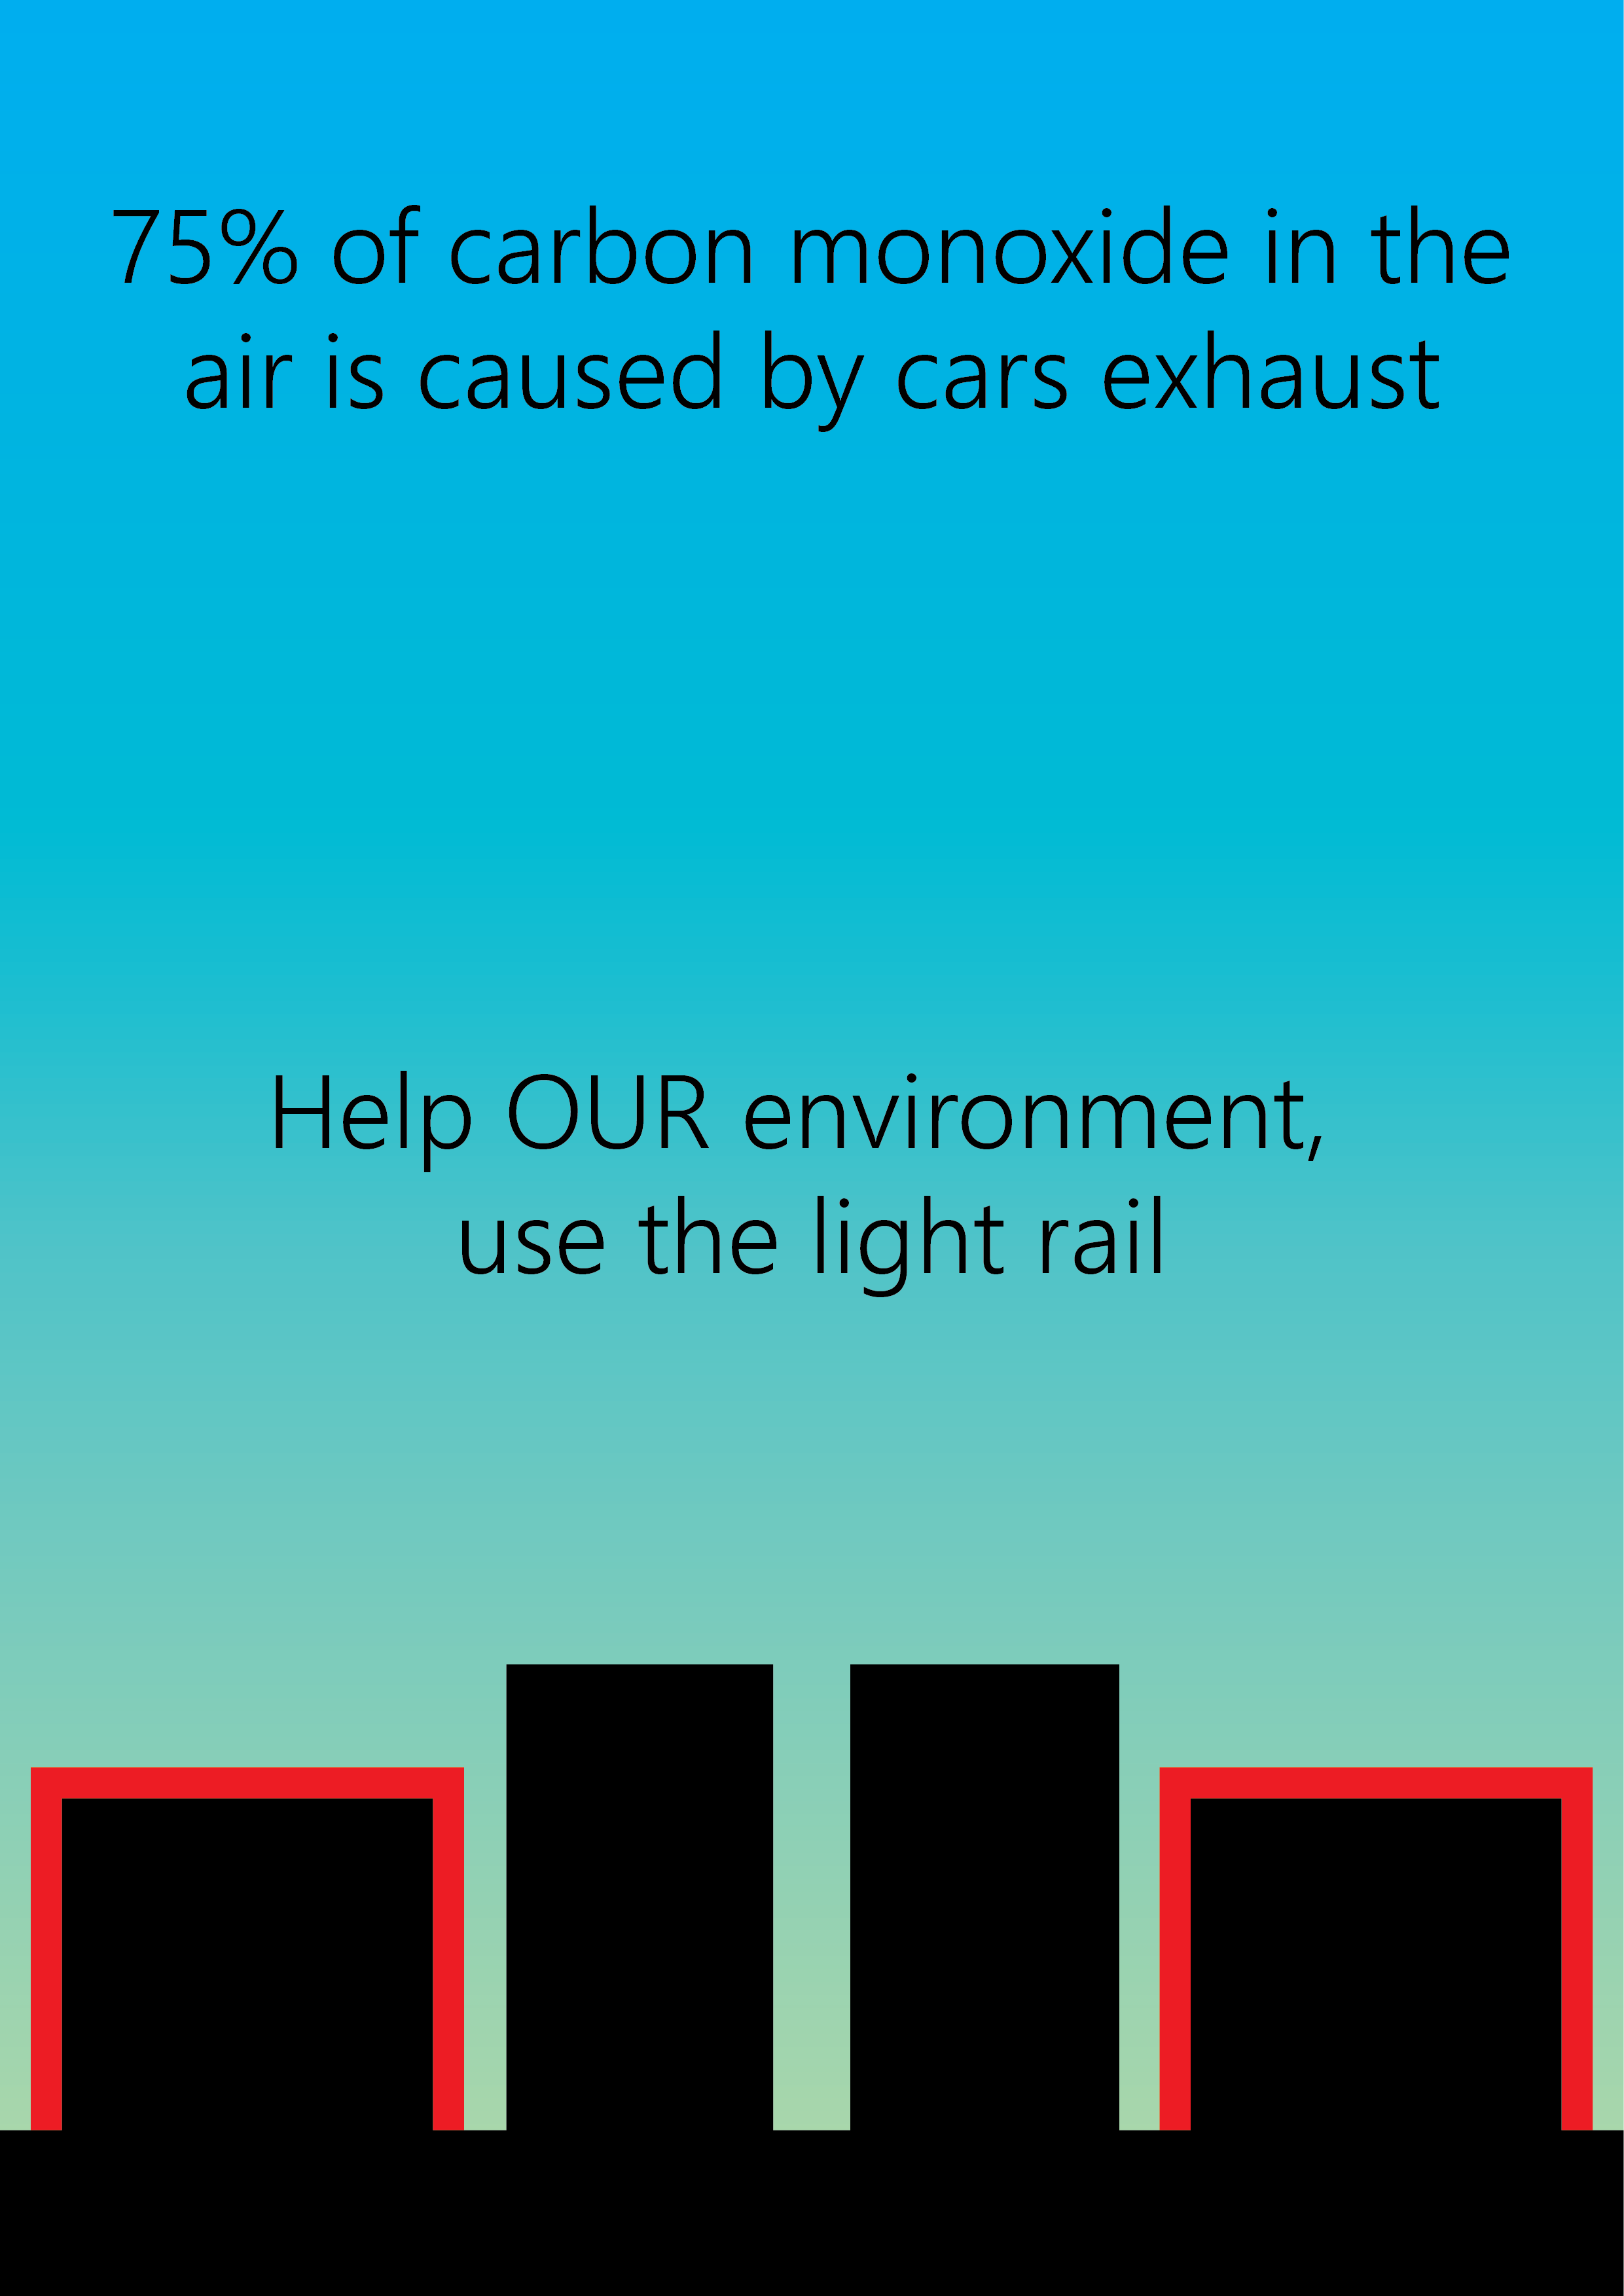 75% of carbon monoxide in the
air is caused by cars exhaust
Help OUR environment,
use the light rail